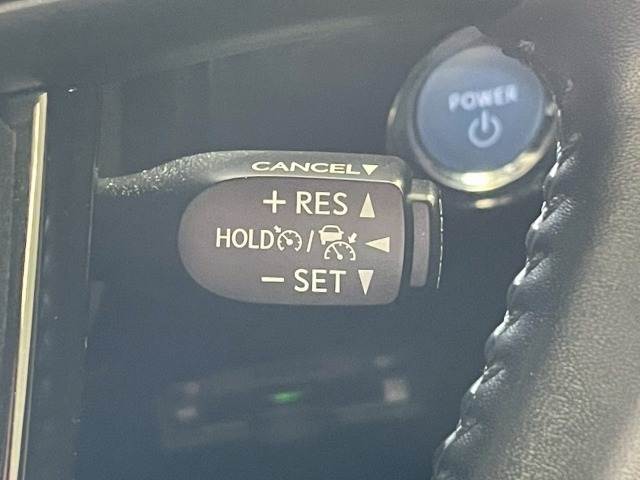 POWER
CANCEL▼
+ RES ▲
HOLD / ◀
− SET ▼